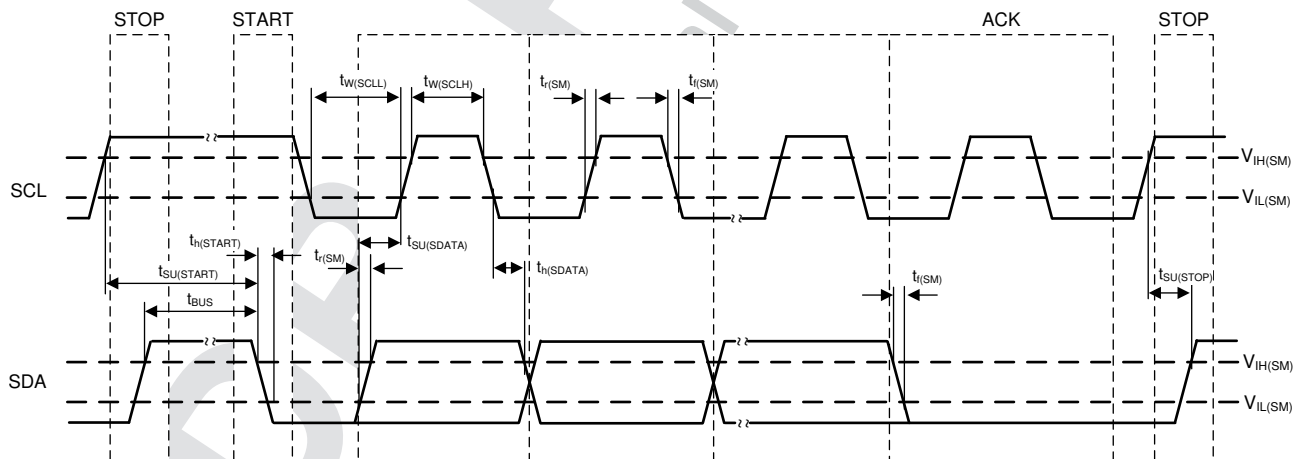 STOP START ACK STOP
tW(SCLL) tW(SCLH) tr(SM) tf(SM)
VIH(SM)
SCL
VIL(SM)
th(START) tr(SM) tSU(SDATA)
tSU(START) th(SDATA) tf(SM) tSU(STOP)
tBUS
VIH(SM)
SDA
VIL(SM)